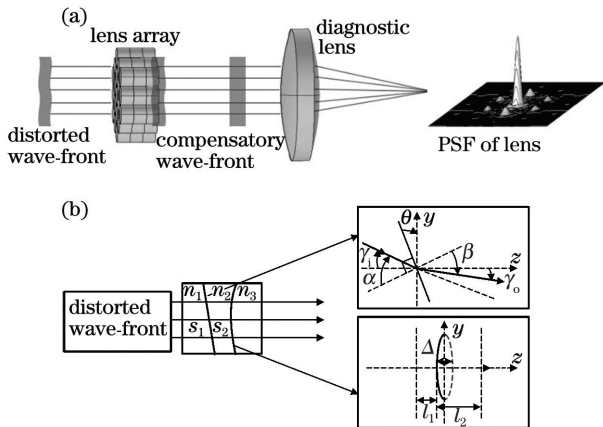 (a)
lens array
diagnostic
lens
distorted
wave-front
compensatory
wave-front
PSF of lens
(b)
distorted
wave-front
n₁ n₂ n₃
s₁ s₂
θ y
γᵢ α β z γₒ
y
Δ z
l₁ l₂